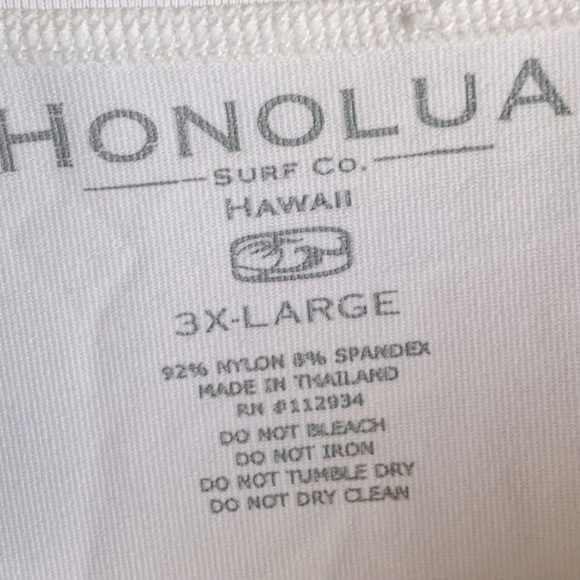 HONOLUA
SURF CO.
HAWAII
3X-LARGE
92% NYLON 8% SPANDEX
MADE IN THAILAND
RN #112934
DO NOT BLEACH
DO NOT IRON
DO NOT TUMBLE DRY
DO NOT DRY CLEAN